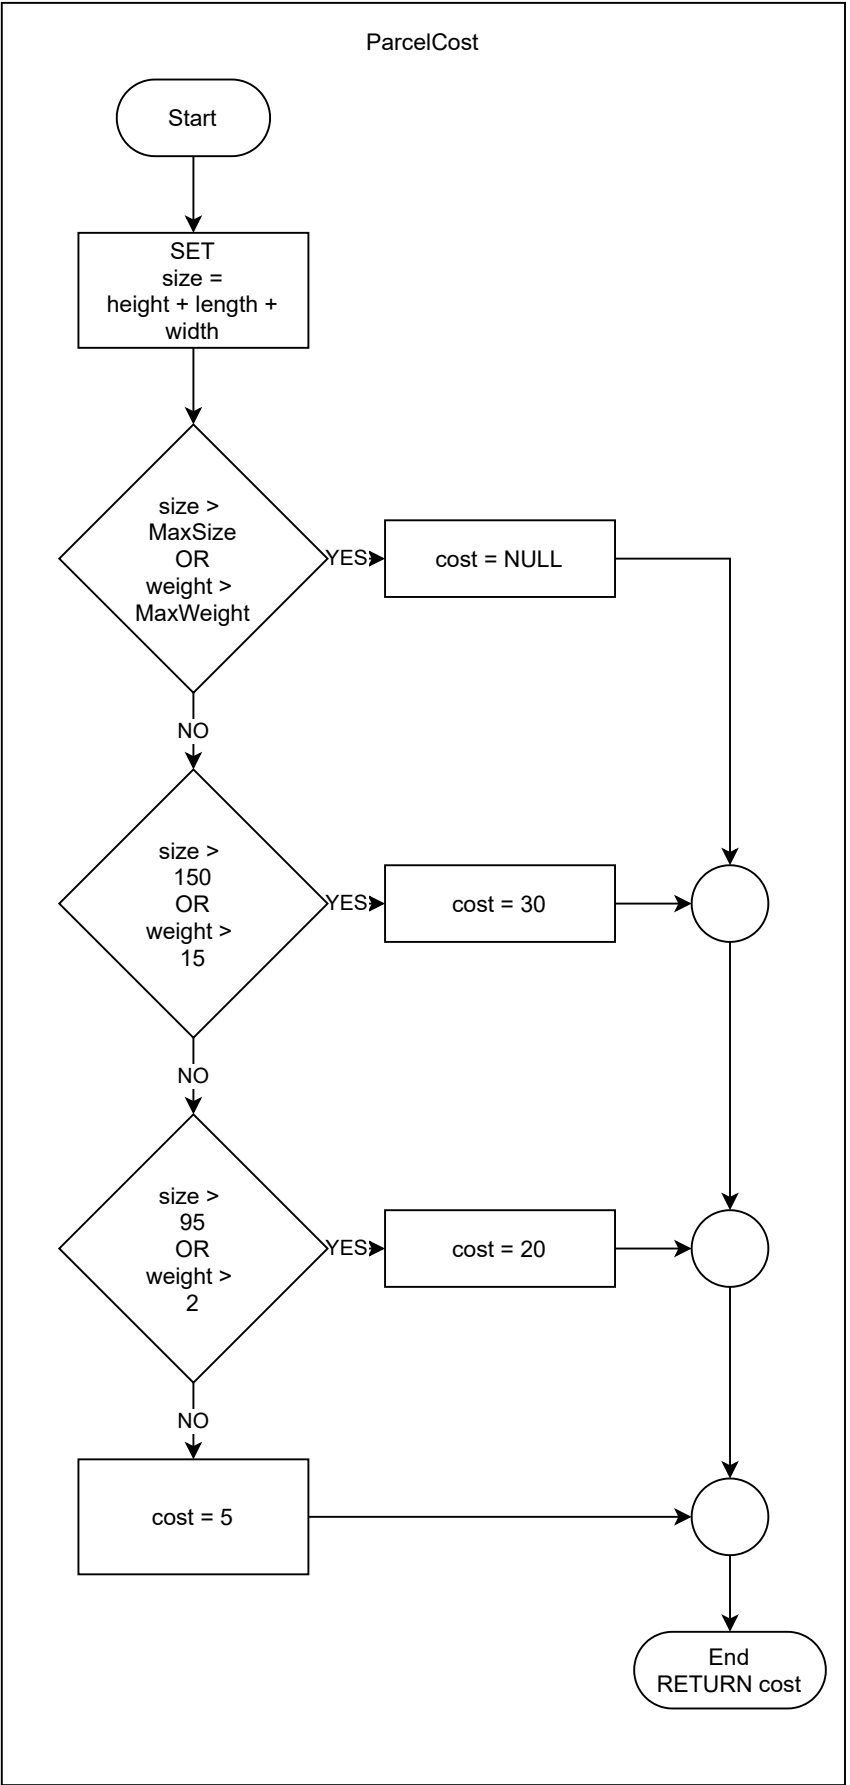 ParcelCost
Start
SET
size =
height + length +
width
size >
MaxSize
OR
weight >
MaxWeight
YES
cost = NULL
NO
size >
150
OR
weight >
15
YES
cost = 30
NO
size >
95
OR
weight >
2
YES
cost = 20
NO
cost = 5
End
RETURN cost